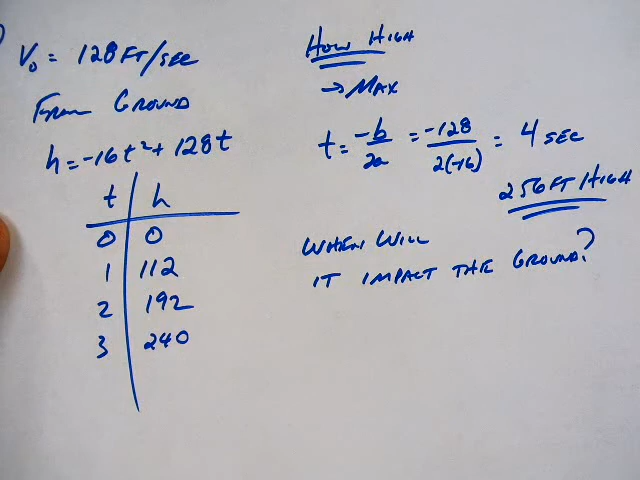 V₀ = 128 FT/SEC
FROM GROUND
h = -16t² + 128t
t h
0 0
1 112
2 192
3 240
HOW HIGH
→ MAX
t = -b/2a = -128/2(-16) = 4 SEC
256 FT HIGH
WHEN WILL
IT IMPACT THE GROUND?